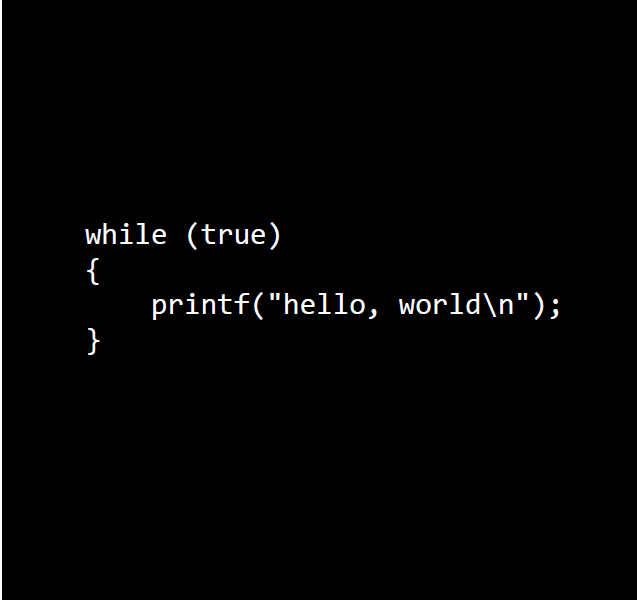 while (true)
{
    printf("hello, world\n");
}